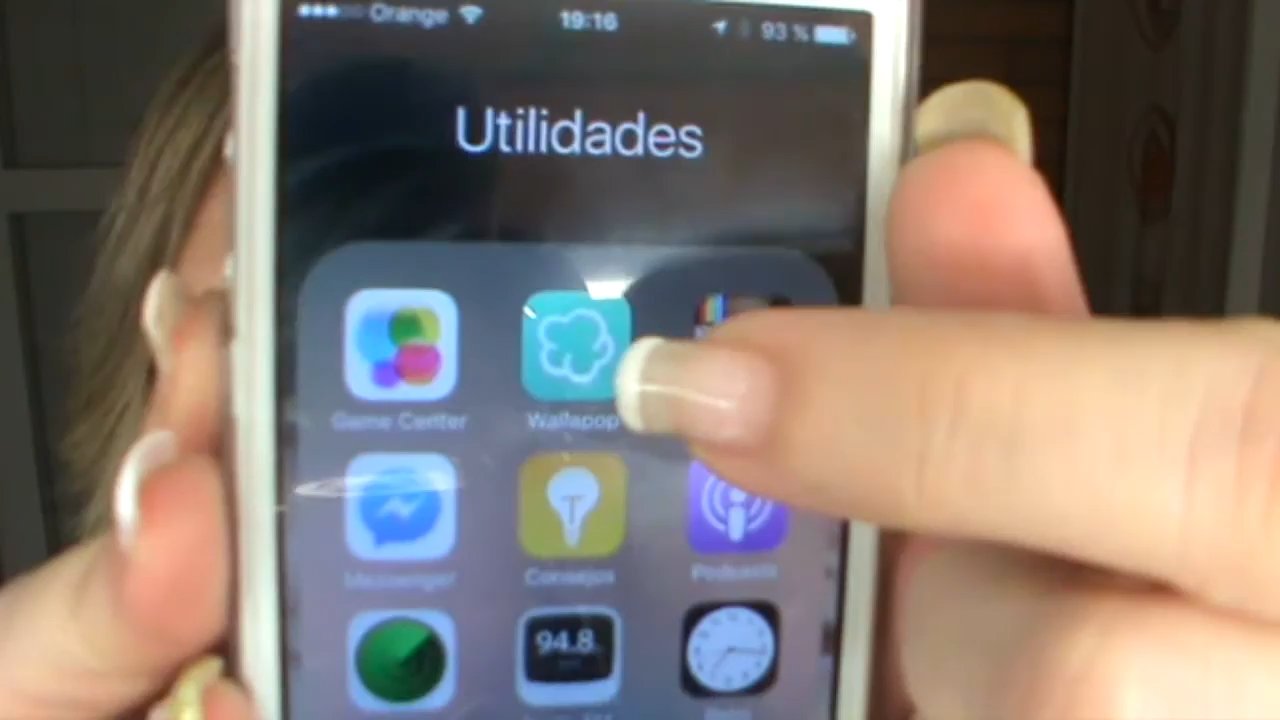 Orange 19:16 93 %
Utilidades
Game Center Wallapop
Messenger Consejos Podcasts
94.8